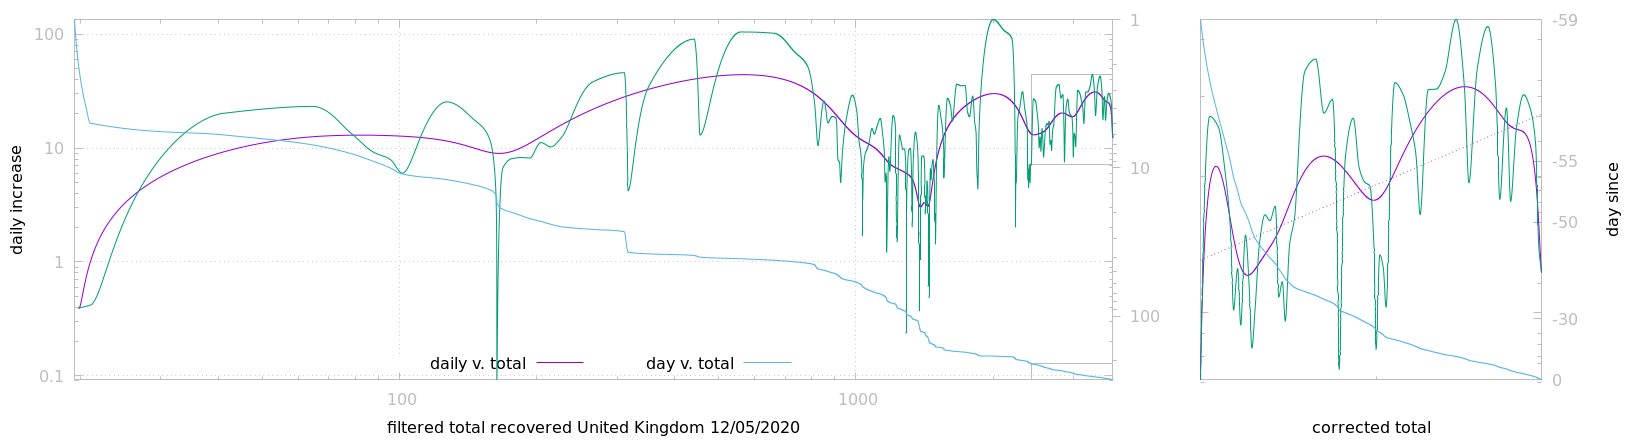 100
10
1
0.1
daily increase
100
1000
1
10
100
daily v. total
day v. total
filtered total recovered United Kingdom 12/05/2020
-59
-55
-50
-30
0
day since
corrected total